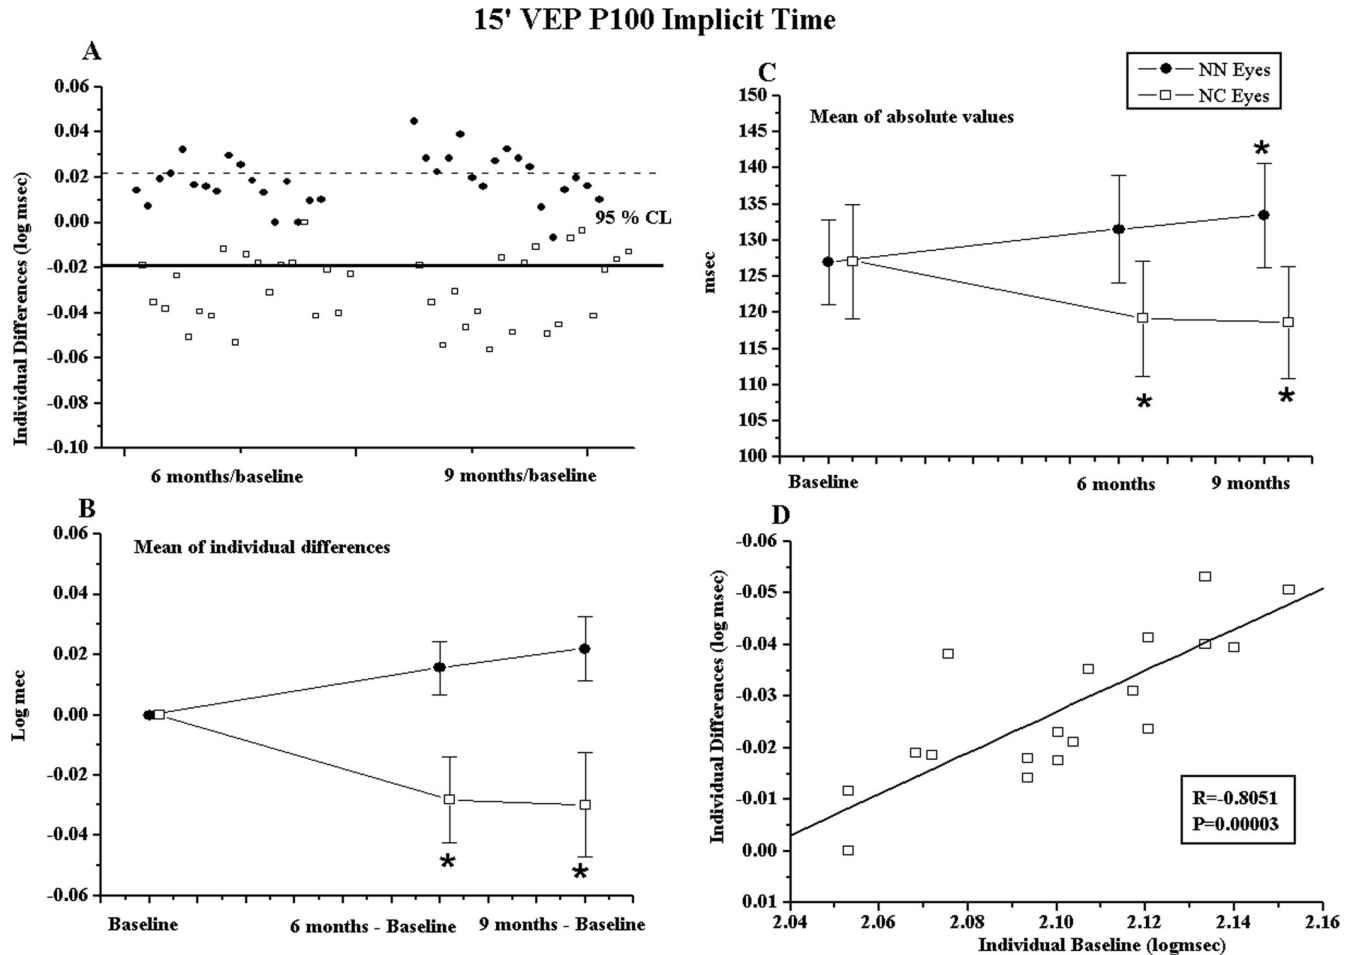 15' VEP P100 Implicit Time
A
Individual Differences (log msec)
0.06
0.04
0.02
0.00
-0.02
-0.04
-0.06
-0.08
-0.10
95 % CL
6 months/baseline
9 months/baseline
C
NN Eyes
NC Eyes
Mean of absolute values
msec
150
145
140
135
130
125
120
115
110
105
100
*
*
*
Baseline
6 months
9 months
B
Mean of individual differences
Log mec
0.06
0.04
0.02
0.00
-0.02
-0.04
-0.06
*
*
Baseline
6 months - Baseline
9 months - Baseline
D
Individual Differences (log msec)
-0.06
-0.05
-0.04
-0.03
-0.02
-0.01
0.00
0.01
R=-0.8051
P=0.00003
2.04
2.06
2.08
2.10
2.12
2.14
2.16
Individual Baseline (logmsec)